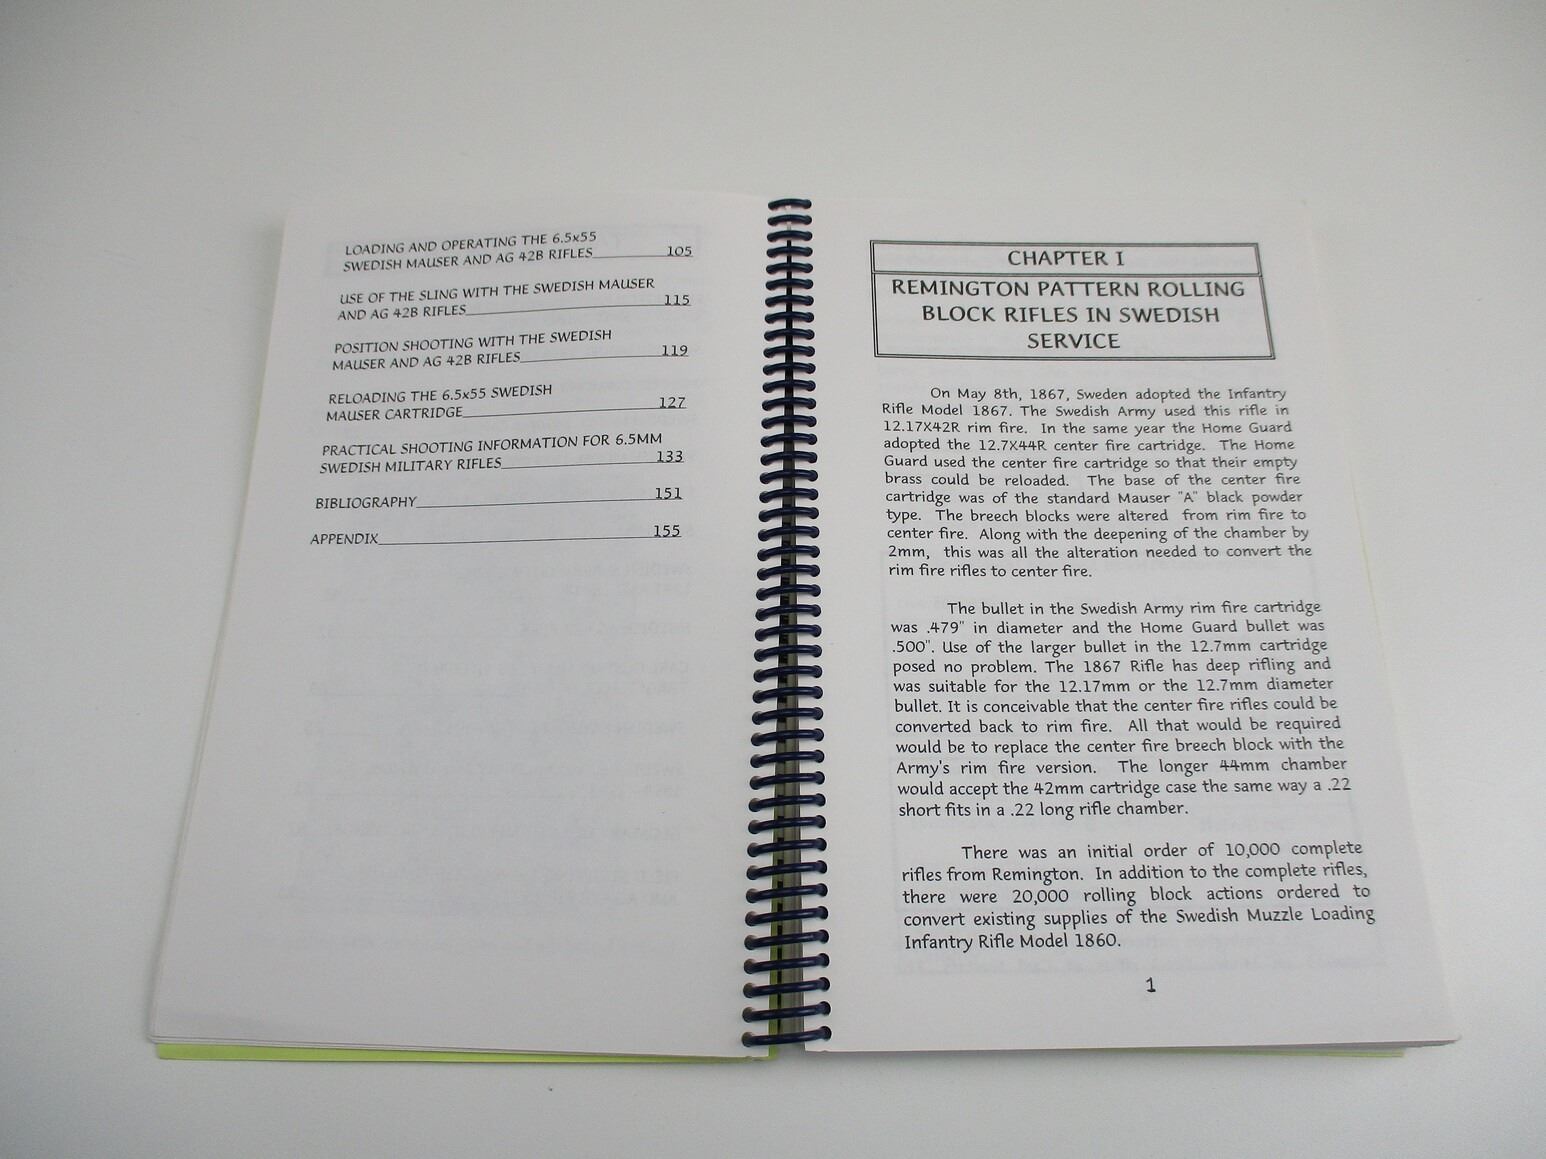 LOADING AND OPERATING THE 6.5x55
SWEDISH MAUSER AND AG 42B RIFLES 105
USE OF THE SLING WITH THE SWEDISH MAUSER
AND AG 42B RIFLES 115
POSITION SHOOTING WITH THE SWEDISH
MAUSER AND AG 42B RIFLES 119
RELOADING THE 6.5x55 SWEDISH
MAUSER CARTRIDGE 127
PRACTICAL SHOOTING INFORMATION FOR 6.5MM
SWEDISH MILITARY RIFLES 133
BIBLIOGRAPHY 151
APPENDIX 155
CHAPTER I
REMINGTON PATTERN ROLLING
BLOCK RIFLES IN SWEDISH
SERVICE
On May 8th, 1867, Sweden adopted the Infantry
Rifle Model 1867. The Swedish Army used this rifle in
12.17X42R rim fire. In the same year the Home Guard
adopted the 12.7X44R center fire cartridge. The Home
Guard used the center fire cartridge so that their empty
brass could be reloaded. The base of the center fire
cartridge was of the standard Mauser "A" black powder
type. The breech blocks were altered from rim fire to
center fire. Along with the deepening of the chamber by
2mm, this was all the alteration needed to convert the
rim fire rifles to center fire.
The bullet in the Swedish Army rim fire cartridge
was .479" in diameter and the Home Guard bullet was
.500". Use of the larger bullet in the 12.7mm cartridge
posed no problem. The 1867 Rifle has deep rifling and
was suitable for the 12.17mm or the 12.7mm diameter
bullet. It is conceivable that the center fire rifles could be
converted back to rim fire. All that would be required
would be to replace the center fire breech block with the
Army's rim fire version. The longer 44mm chamber
would accept the 42mm cartridge case the same way a .22
short fits in a .22 long rifle chamber.
There was an initial order of 10,000 complete
rifles from Remington. In addition to the complete rifles,
there were 20,000 rolling block actions ordered to
convert existing supplies of the Swedish Muzzle Loading
Infantry Rifle Model 1860.
1